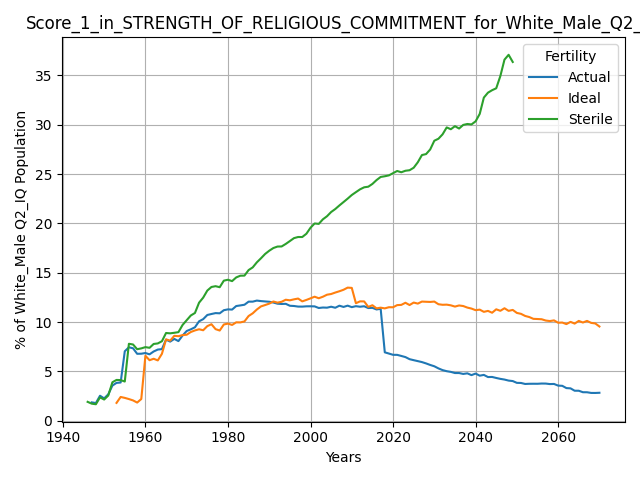 Score_1_in_STRENGTH_OF_RELIGIOUS_COMMITMENT_for_White_Male_Q2_
% of White_Male Q2_IQ Population
35
30
25
20
15
10
5
0
Fertility
Actual
Ideal
Sterile
1940 1960 1980 2000 2020 2040 2060
Years